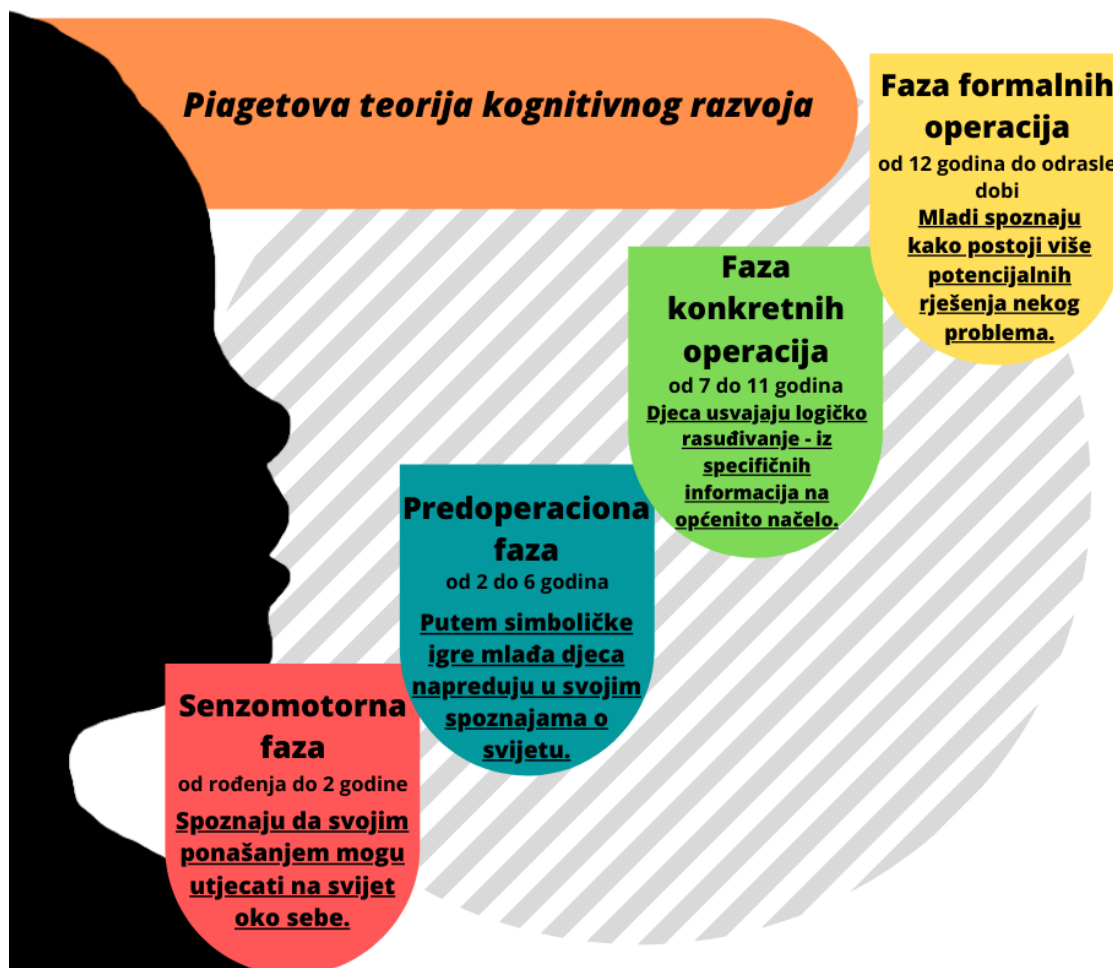 Piagetova teorija kognitivnog razvoja
Faza formalnih
operacija
od 12 godina do odrasle
dobi
Mladi spoznaju
kako postoji više
potencijalnih
rješenja nekog
problema.
Faza
konkretnih
operacija
od 7 do 11 godina
Djeca usvajaju logičko
rasuđivanje - iz
specifičnih
informacija na
općenito načelo.
Predoperaciona
faza
od 2 do 6 godina
Putem simboličke
igre mlađa djeca
napreduju u svojim
spoznajama o
svijetu.
Senzomotorna
faza
od rođenja do 2 godine
Spoznaju da svojim
ponašanjem mogu
utjecati na svijet
oko sebe.